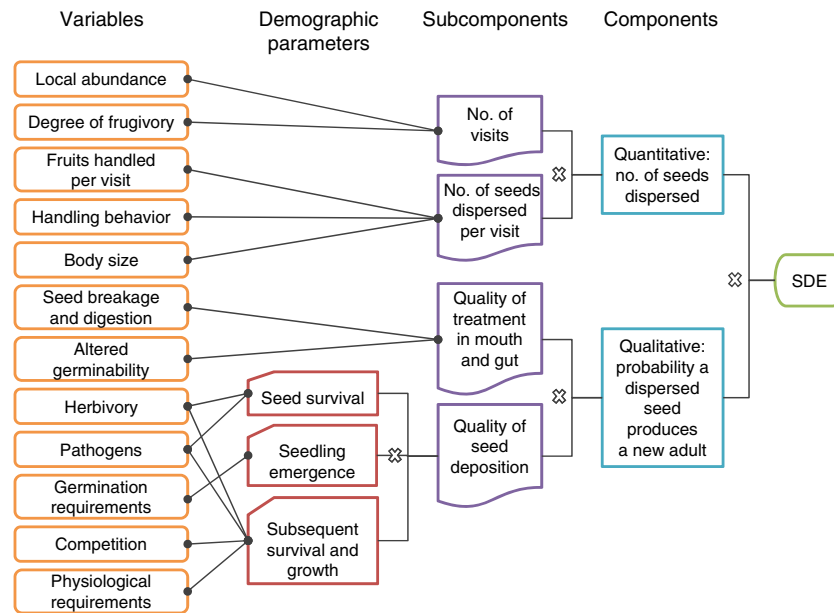 Variables
Demographic
parameters
Subcomponents
Components
Local abundance
Degree of frugivory
Fruits handled
per visit
Handling behavior
Body size
Seed breakage
and digestion
Altered
germinability
Herbivory
Pathogens
Germination
requirements
Competition
Physiological
requirements
Seed survival
Seedling
emergence
Subsequent
survival and
growth
No. of
visits
No. of seeds
dispersed
per visit
Quality of
treatment
in mouth
and gut
Quality of
seed
deposition
Quantitative:
no. of seeds
dispersed
Qualitative:
probability a
dispersed
seed
produces
a new adult
SDE